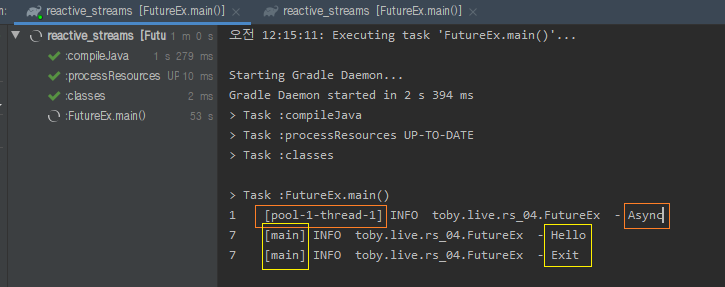 n:
reactive_streams [FutureEx.main()]
reactive_streams [FutureEx.main()]
reactive_streams [Futu 1 m 0 s
:compileJava 1 s 279 ms
:processResources UP 10 ms
:classes 2 ms
:FutureEx.main() 53 s
오전 12:15:11: Executing task 'FutureEx.main()'...
Starting Gradle Daemon...
Gradle Daemon started in 2 s 394 ms
> Task :compileJava
> Task :processResources UP-TO-DATE
> Task :classes
> Task :FutureEx.main()
1 [pool-1-thread-1] INFO toby.live.rs_04.FutureEx - Async
7 [main] INFO toby.live.rs_04.FutureEx - Hello
7 [main] INFO toby.live.rs_04.FutureEx - Exit